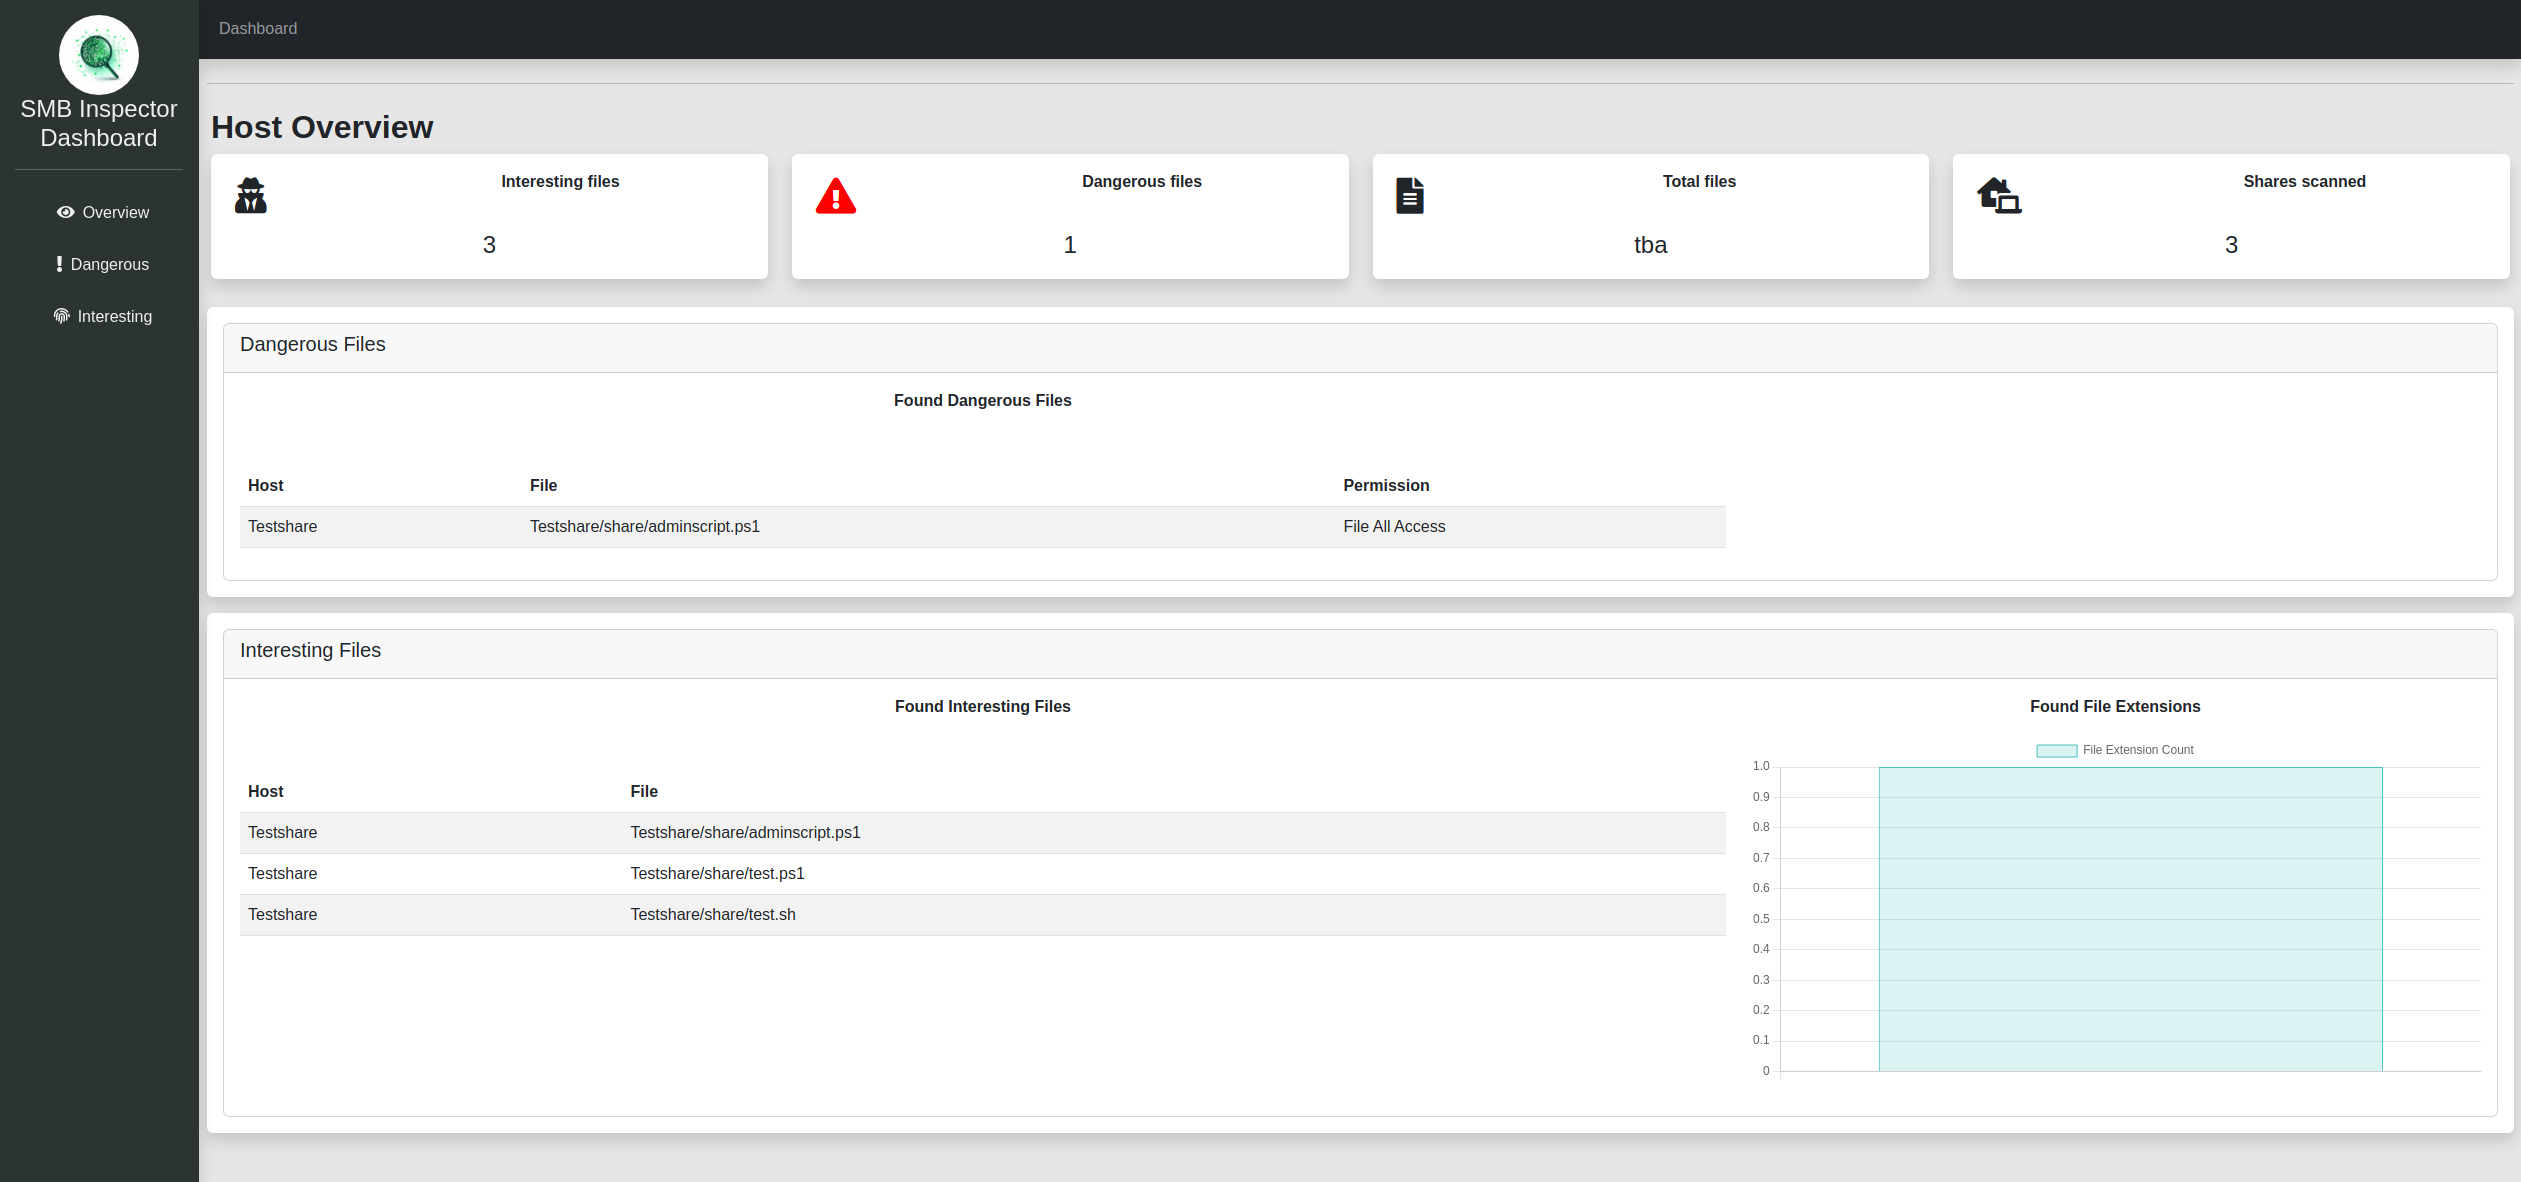 SMB Inspector
Dashboard
Overview
Dangerous
Interesting
Dashboard
Host Overview
Interesting files
3
Dangerous files
1
Total files
tba
Shares scanned
3
Dangerous Files
Found Dangerous Files
Host File Permission
Testshare Testshare/share/adminscript.ps1 File All Access
Interesting Files
Found Interesting Files
Host File
Testshare Testshare/share/adminscript.ps1
Testshare Testshare/share/test.ps1
Testshare Testshare/share/test.sh
Found File Extensions
File Extension Count
1.0
0.9
0.8
0.7
0.6
0.5
0.4
0.3
0.2
0.1
0